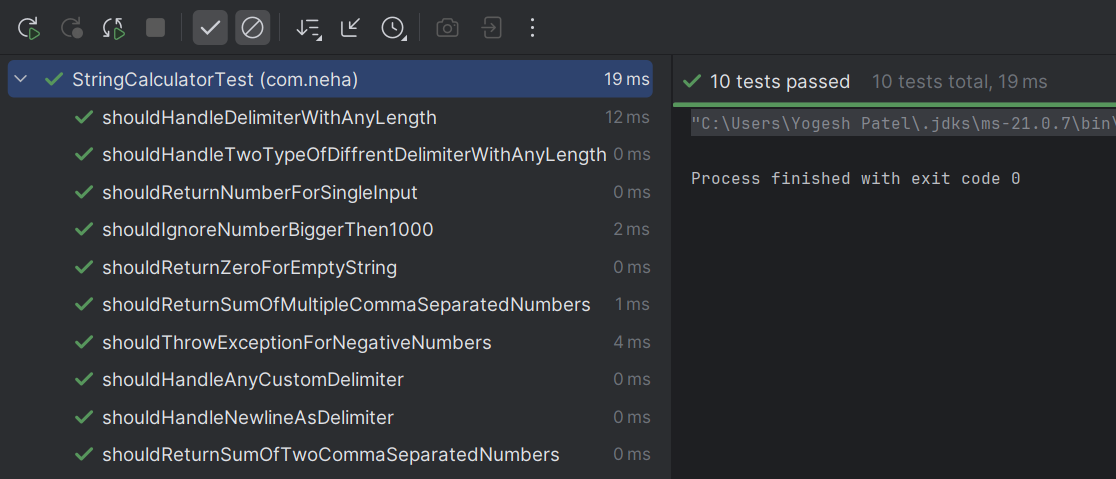 StringCalculatorTest (com.neha) 19 ms
shouldHandleDelimiterWithAnyLength 12 ms
shouldHandleTwoTypeOfDiffrentDelimiterWithAnyLength 0 ms
shouldReturnNumberForSingleInput 0 ms
shouldIgnoreNumberBiggerThen1000 2 ms
shouldReturnZeroForEmptyString 0 ms
shouldReturnSumOfMultipleCommaSeparatedNumbers 1 ms
shouldThrowExceptionForNegativeNumbers 4 ms
shouldHandleAnyCustomDelimiter 0 ms
shouldHandleNewlineAsDelimiter 0 ms
shouldReturnSumOfTwoCommaSeparatedNumbers 0 ms
10 tests passed 10 tests total, 19 ms
"C:\Users\Yogesh Patel\.jdks\ms-21.0.7\bin\
Process finished with exit code 0